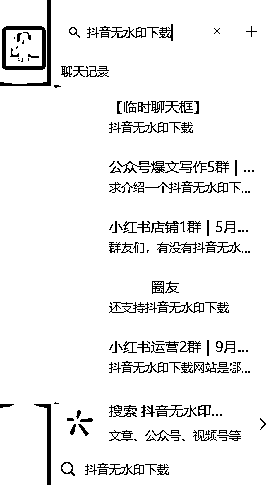 抖音无水印下载
聊天记录
【临时聊天框】
抖音无水印下载
公众号爆文写作5群 | ...
求介绍一个抖音无水印下...
小红书店铺1群 | 5月...
群友们，有没有抖音无水...
圈友
还支持抖音无水印下载
小红书运营2群 | 9月...
抖音无水印下载网站是哪...
搜索 抖音无水印...
文章、公众号、视频号等
抖音无水印下载